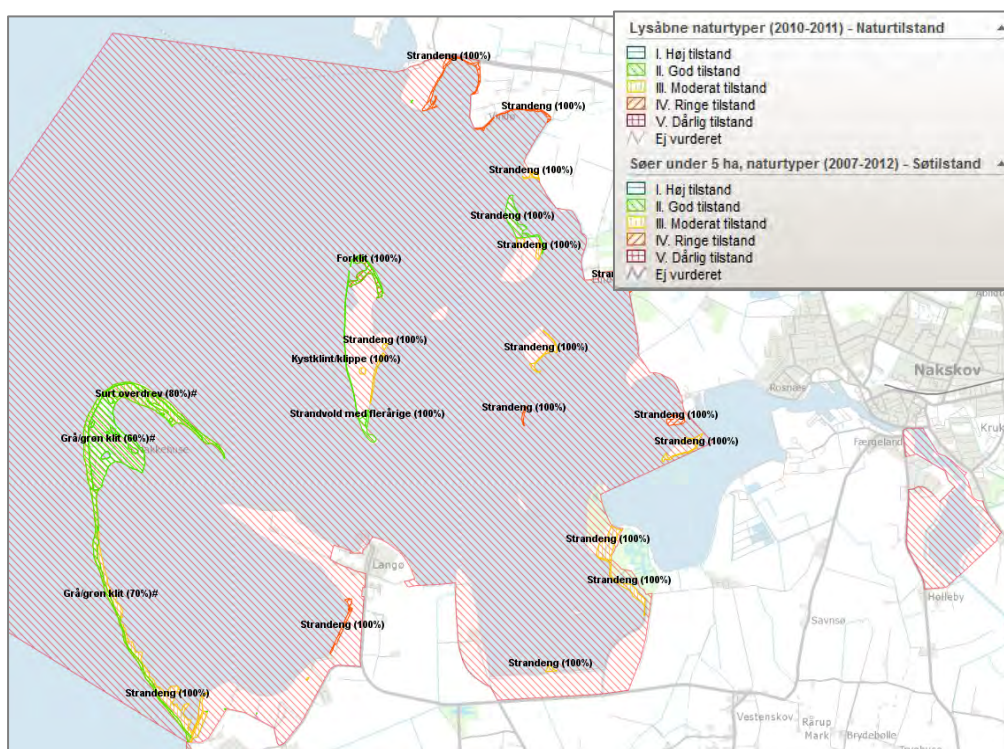 Lysåbne naturtyper (2010-2011) - Naturtilstand
I. Høj tilstand
II. God tilstand
III. Moderat tilstand
IV. Ringe tilstand
V. Dårlig tilstand
Ej vurderet
Søer under 5 ha, naturtyper (2007-2012) - Søtilstand
I. Høj tilstand
II. God tilstand
III. Moderat tilstand
IV. Ringe tilstand
V. Dårlig tilstand
Ej vurderet
Strandeng (100%)
Strandeng (100%)
Strandeng (100%)
Strandeng (100%)
Strandeng (100%)
Forklit (100%)
Stran
Strandeng (100%)
Strandeng (100%)
Kystklint/klippe (100%)
Nakskov
Rosnæs
Surt overdrev (80%)#
Strandvold med flerårige (100%)
Strandeng (100%)
Strandeng (100%)
Kruk
Grå/grøn klit (60%)#
Strandeng (100%)
Færgeland
Strandeng (100%)
Langø
Strandeng (100%)
Grå/grøn klit (70%)#
Høileby
Strandeng (100%)
Savnsø
Strandeng (100%)
Strandeng (100%)
Vestenskov
Rårup
Mark
Brydebølle